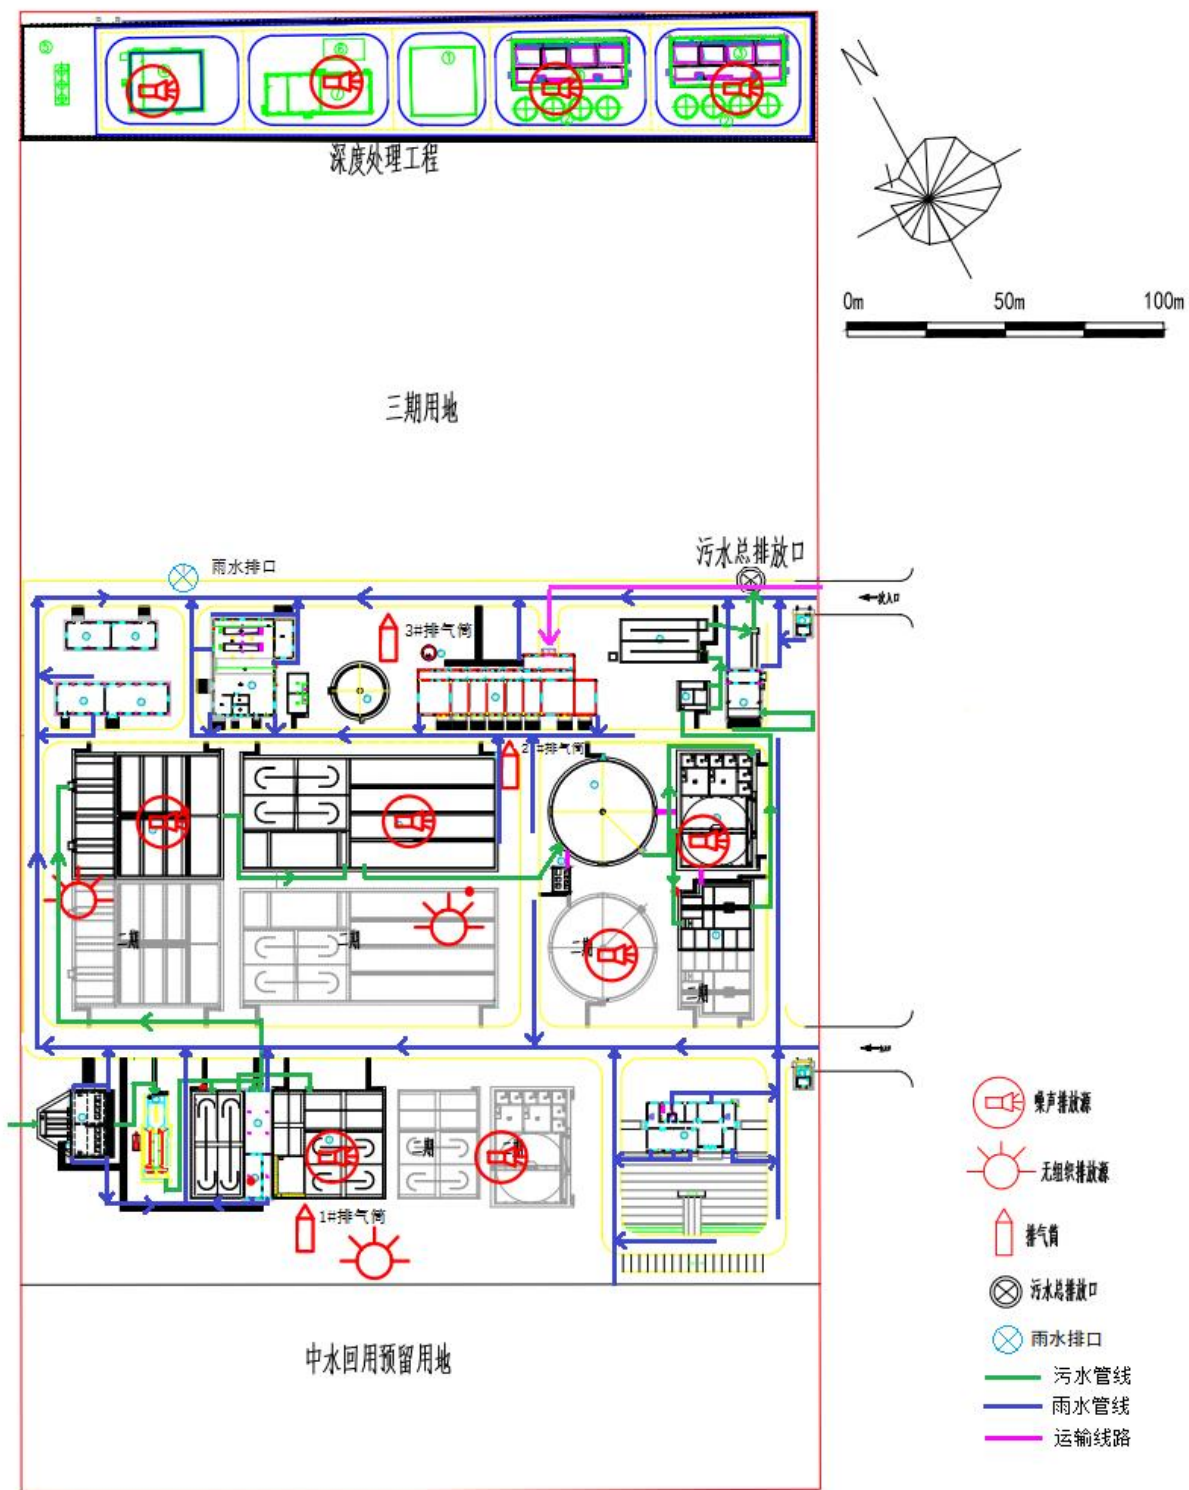 ⑤
⑥
①
③
深度处理工程
N
0m 50m 100m
三期用地
污水总排放口
雨水排口
3#排气筒
2#排气筒
二期
二期
二期
二期
二期
1#排气筒
噪声排放源
无组织排放源
排气筒
污水总排放口
雨水排口
中水回用预留用地
污水管线
雨水管线
运输线路